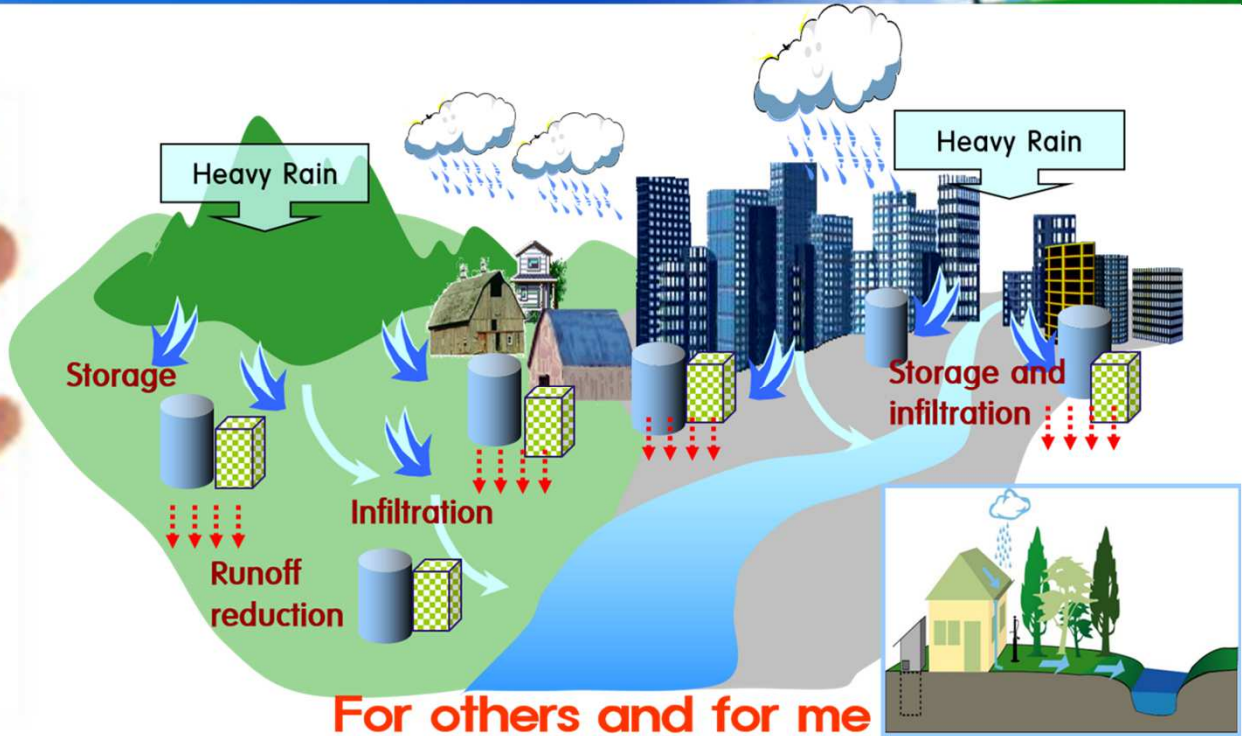 Heavy Rain
Heavy Rain
Storage
Storage and
infiltration
Infiltration
Runoff
reduction
For others and for me